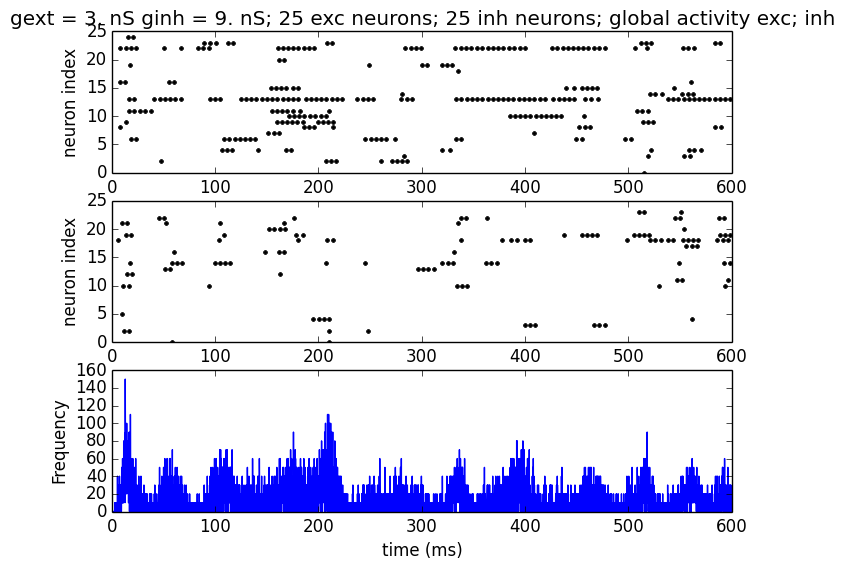 gext = 3. nS ginh = 9. nS; 25 exc neurons; 25 inh neurons; global activity exc; inh
25
20
15
10
5
0
neuron index
0 100 200 300 400 500 600
25
20
15
10
5
0
neuron index
0 100 200 300 400 500 600
160
140
120
100
80
60
40
20
0
Frequency
0 100 200 300 400 500 600
time (ms)